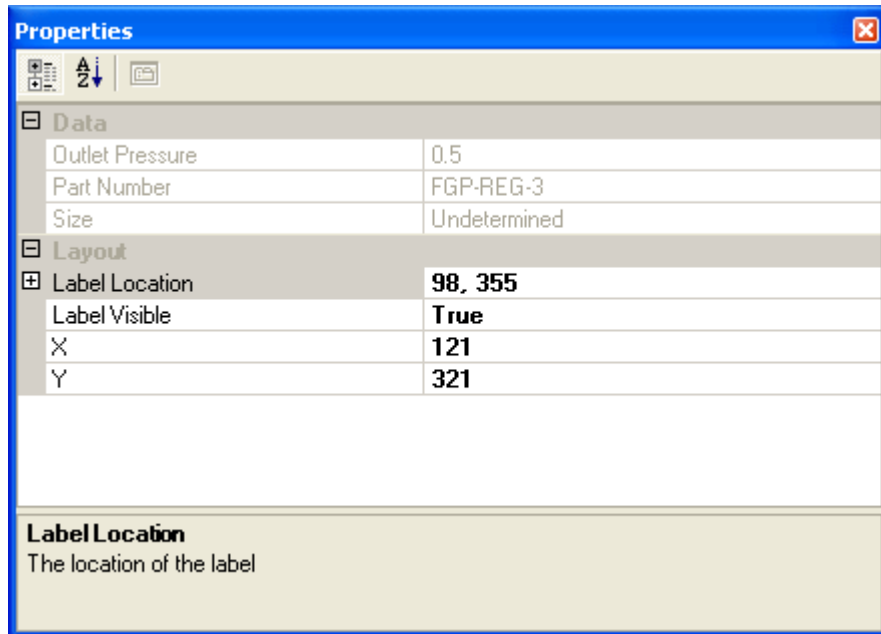 Properties
Data
Outlet Pressure 0.5
Part Number FGP-REG-3
Size Undetermined
Layout
Label Location 98, 355
Label Visible True
X 121
Y 321
Label Location
The location of the label